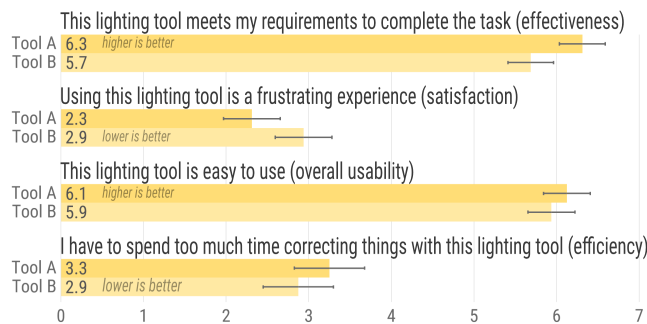 This lighting tool meets my requirements to complete the task (effectiveness)
Tool A 6.3 higher is better
Tool B 5.7
Using this lighting tool is a frustrating experience (satisfaction)
Tool A 2.3
Tool B 2.9 lower is better
This lighting tool is easy to use (overall usability)
Tool A 6.1 higher is better
Tool B 5.9
I have to spend too much time correcting things with this lighting tool (efficiency)
Tool A 3.3
Tool B 2.9 lower is better
0 1 2 3 4 5 6 7